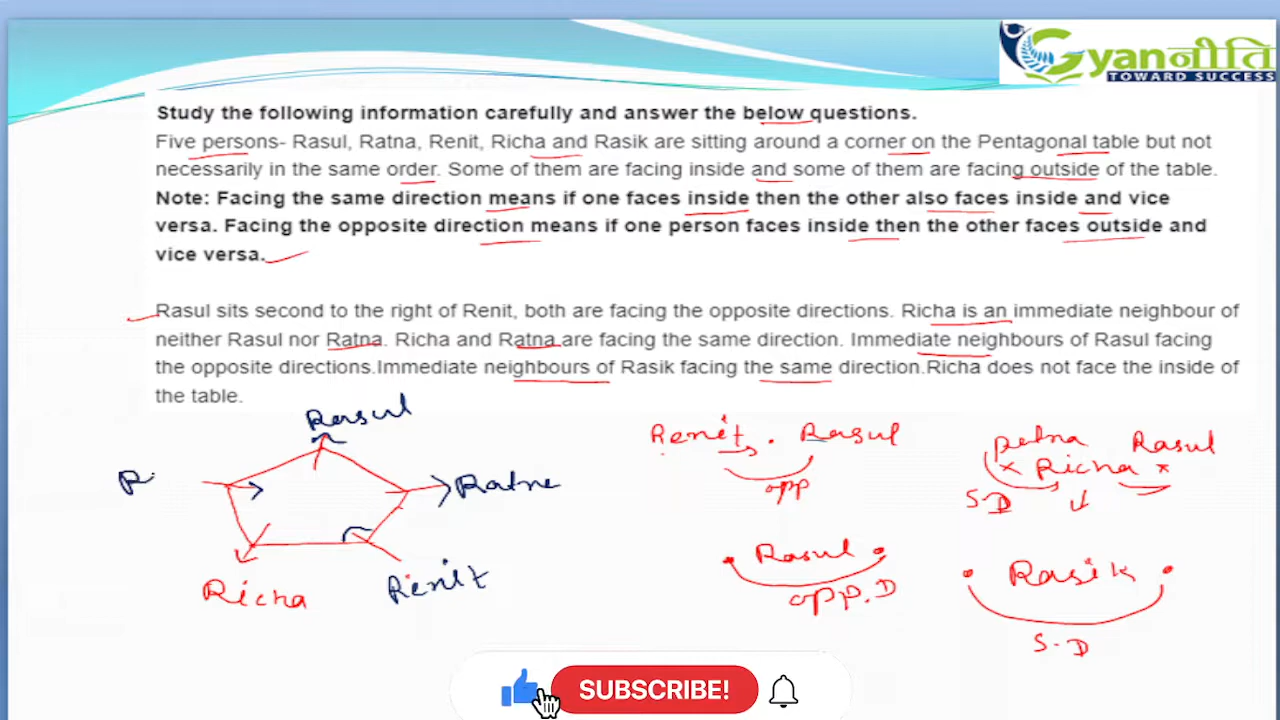 Gyanनीति
TOWARD SUCCESS
Study the following information carefully and answer the below questions.
Five persons- Rasul, Ratna, Renit, Richa and Rasik are sitting around a corner on the Pentagonal table but not
necessarily in the same order. Some of them are facing inside and some of them are facing outside of the table.
Note: Facing the same direction means if one faces inside then the other also faces inside and vice
versa. Facing the opposite direction means if one person faces inside then the other faces outside and
vice versa.
Rasul sits second to the right of Renit, both are facing the opposite directions. Richa is an immediate neighbour of
neither Rasul nor Ratna. Richa and Ratna are facing the same direction. Immediate neighbours of Rasul facing
the opposite directions.Immediate neighbours of Rasik facing the same direction.Richa does not face the inside of
the table.
Rasul
R
Ratna
Richa
Renit
Renit . Rasul
opp
Ratna Rasul
× Richa ×
S-D
Rasul
opp. D
Rasik
S-D
SUBSCRIBE!